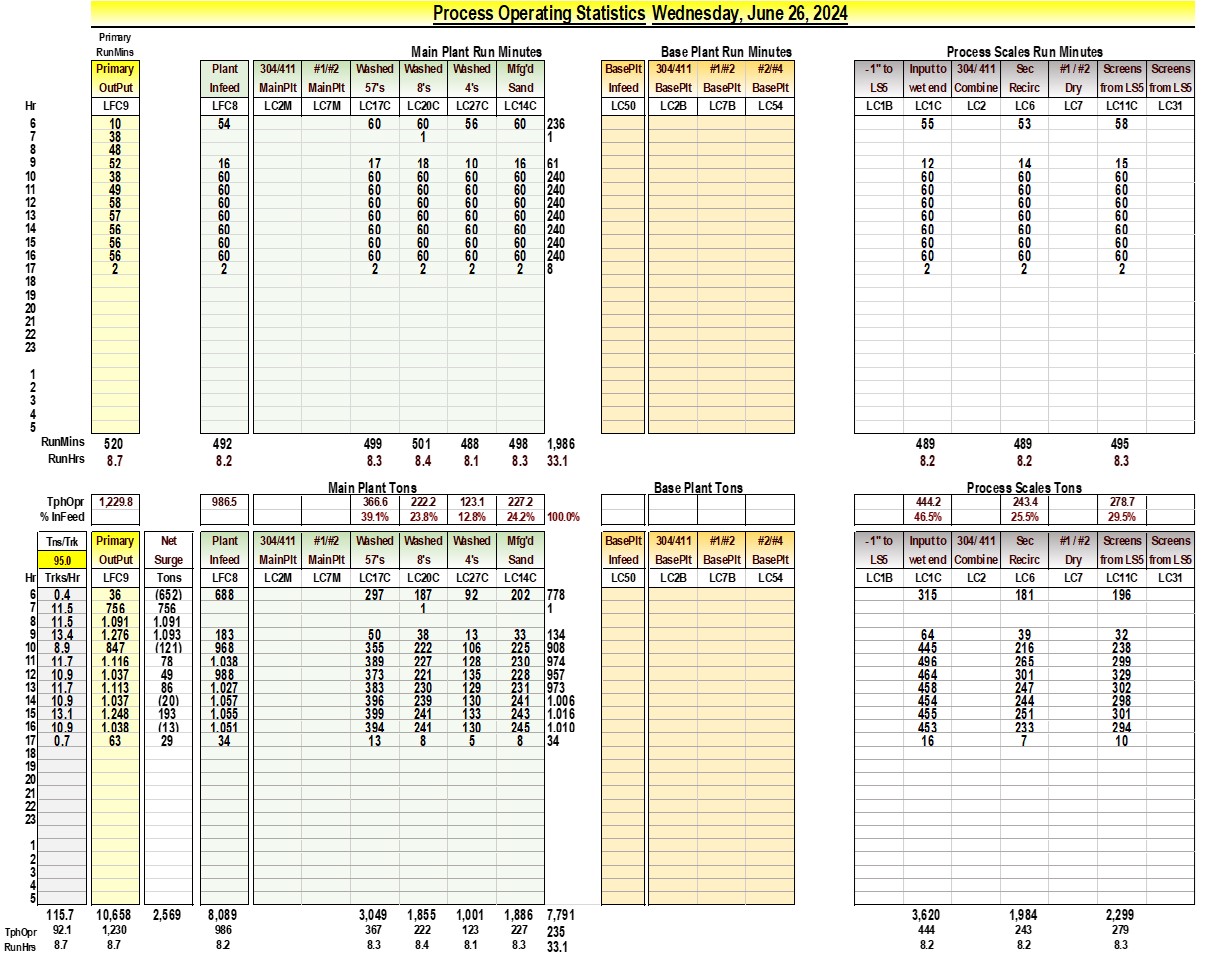 Process Operating Statistics Wednesday, June 26, 2024
Primary
RunMins Main Plant Run Minutes Base Plant Run Minutes Process Scales Run Minutes
Primary Plant 304/411 #1/#2 Washed Washed Washed Mfg'd BasePlt 304/411 #1/#2 #2/#4 -1" to Input to 304/ 411 Sec #1 / #2 Screens Screens
OutPut Infeed MainPlt MainPlt 57's 8's 4's Sand Infeed BasePlt BasePlt BasePlt LS5 wet end Combine Recirc Dry from LS5 from LS5
Hr LFC9 LFC8 LC2M LC7M LC17C LC20C LC27C LC14C LC50 LC2B LC7B LC54 LC1B LC1C LC2 LC6 LC7 LC11C LC31
6 10 54 60 60 56 60 236 55 53 58
7 38 1 1
8 48
9 52 16 17 18 10 16 61 12 14 15
10 38 60 60 60 60 60 240 60 60 60
11 49 60 60 60 60 60 240 60 60 60
12 58 60 60 60 60 60 240 60 60 60
13 57 60 60 60 60 60 240 60 60 60
14 56 60 60 60 60 60 240 60 60 60
15 56 60 60 60 60 60 240 60 60 60
16 56 60 60 60 60 60 240 60 60 60
17 2 2 2 2 2 2 8 2 2 2
18
19
20
21
22
23
1
2
3
4
5
RunMins 520 492 499 501 488 498 1,986 489 489 495
RunHrs 8.7 8.2 8.3 8.4 8.1 8.3 33.1 8.2 8.2 8.3
Main Plant Tons Base Plant Tons Process Scales Tons
TphOpr 1,229.8 986.5 366.6 222.2 123.1 227.2 444.2 243.4 278.7
% InFeed 39.1% 23.8% 12.8% 24.2% 100.0% 46.5% 25.5% 29.5%
Tns/Trk Primary Net Plant 304/411 #1/#2 Washed Washed Washed Mfg'd BasePlt 304/411 #1/#2 #2/#4 -1" to Input to 304/ 411 Sec #1 / #2 Screens Screens
95.0 OutPut Surge Infeed MainPlt MainPlt 57's 8's 4's Sand Infeed BasePlt BasePlt BasePlt LS5 wet end Combine Recirc Dry from LS5 from LS5
Hr Trks/Hr LFC9 Tons LFC8 LC2M LC7M LC17C LC20C LC27C LC14C LC50 LC2B LC7B LC54 LC1B LC1C LC2 LC6 LC7 LC11C LC31
6 0.4 36 (652) 688 297 187 92 202 778 315 181 196
7 11.5 756 756 1 1
8 11.5 1,091 1,091
9 13.4 1,276 1,093 183 50 38 13 33 134 64 39 32
10 8.9 847 (121) 968 355 222 106 225 908 445 216 238
11 11.7 1,116 78 1,038 389 227 128 230 974 496 265 299
12 10.9 1,037 49 988 373 221 135 228 957 464 301 329
13 11.7 1,113 86 1,027 383 230 129 231 973 458 247 302
14 10.9 1,037 (20) 1,057 396 239 130 241 1,006 454 244 298
15 13.1 1,248 193 1,055 399 241 133 243 1,016 455 251 301
16 10.9 1,038 (13) 1,051 394 241 130 245 1,010 453 233 294
17 0.7 63 29 34 13 8 5 8 34 16 7 10
18
19
20
21
22
23
1
2
3
4
5
115.7 10,658 2,569 8,089 3,049 1,855 1,001 1,886 7,791 3,620 1,984 2,299
TphOpr 92.1 1,230 986 367 222 123 227 235 444 243 279
RunHrs 8.7 8.7 8.2 8.3 8.4 8.1 8.3 33.1 8.2 8.2 8.3